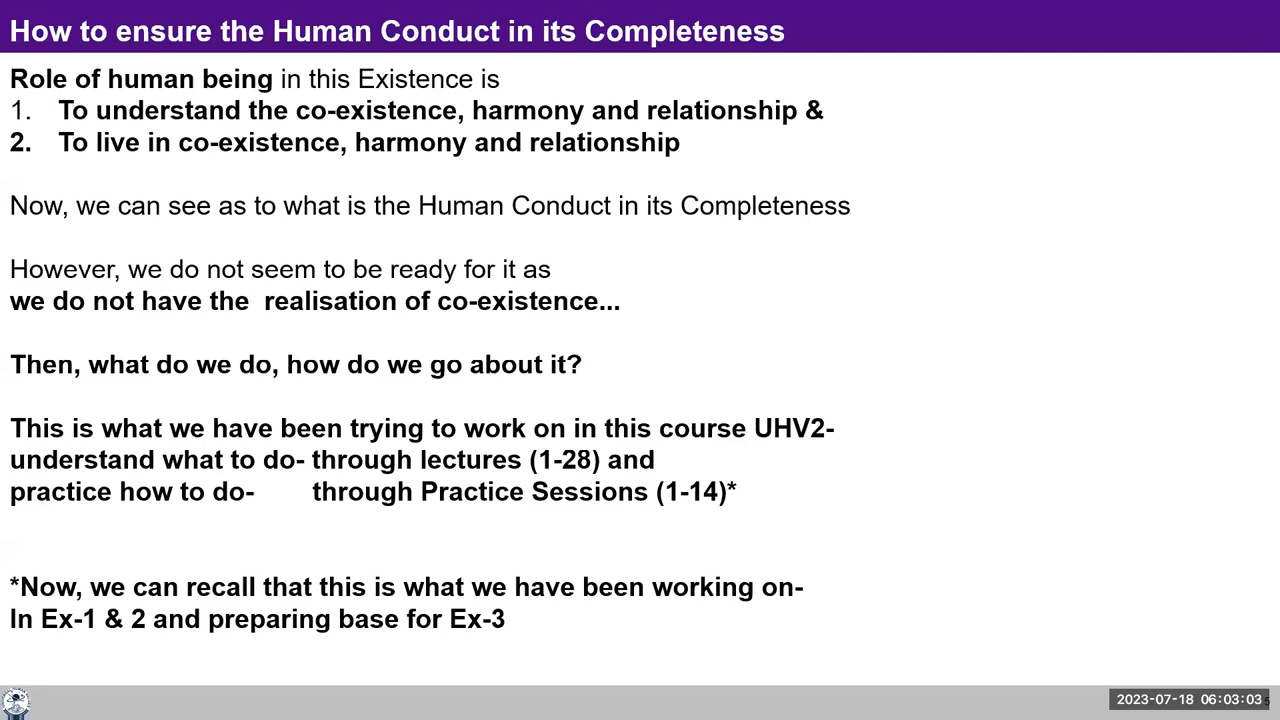 How to ensure the Human Conduct in its Completeness
Role of human being in this Existence is
1. To understand the co-existence, harmony and relationship &
2. To live in co-existence, harmony and relationship
Now, we can see as to what is the Human Conduct in its Completeness
However, we do not seem to be ready for it as
we do not have the realisation of co-existence...
Then, what do we do, how do we go about it?
This is what we have been trying to work on in this course UHV2-
understand what to do- through lectures (1-28) and
practice how to do- through Practice Sessions (1-14)*
*Now, we can recall that this is what we have been working on-
In Ex-1 & 2 and preparing base for Ex-3
2023-07-18 06:03:03